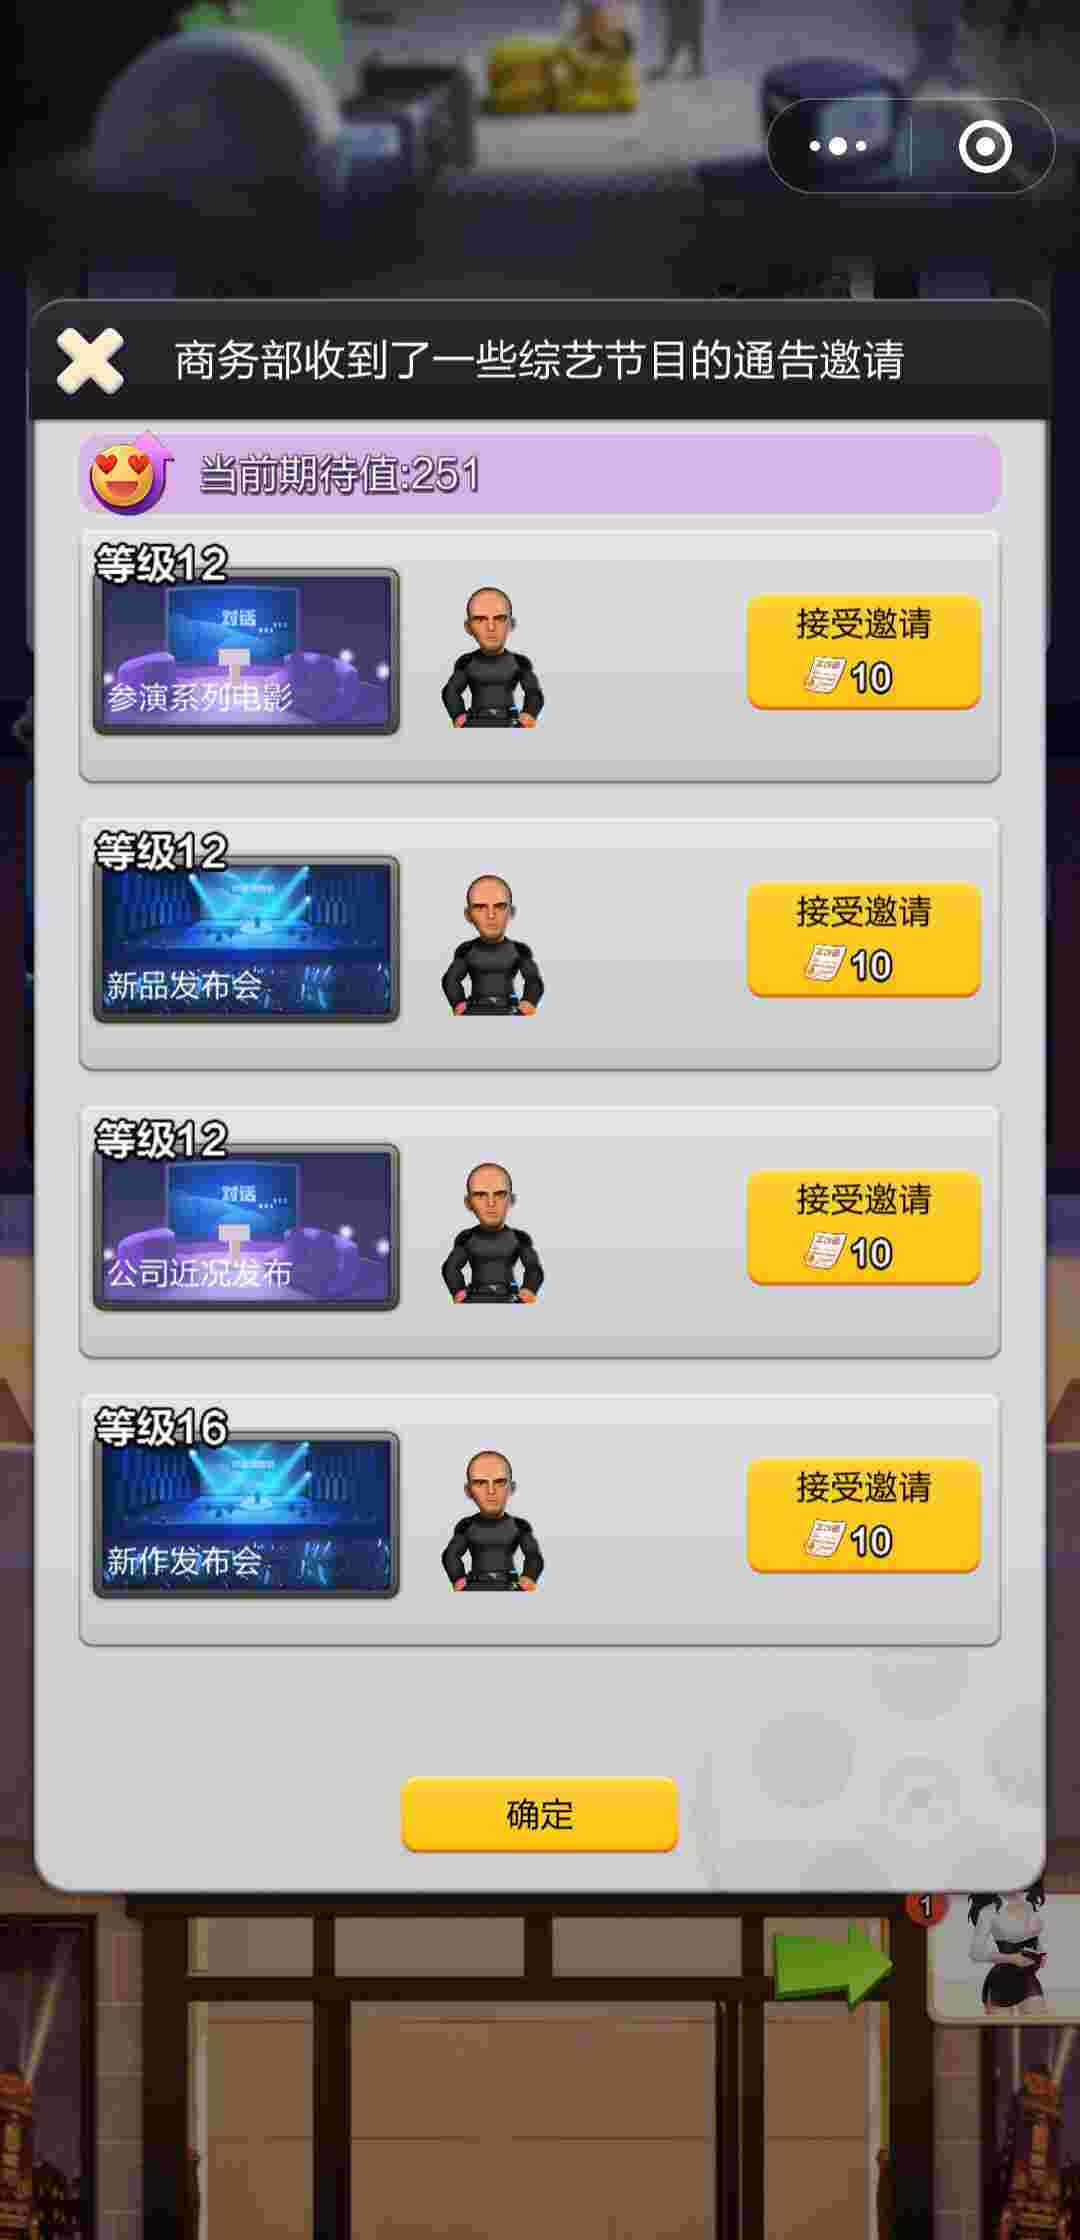 商务部收到了一些综艺节目的通告邀请
当前期待值:251
等级12
对话
参演系列电影
接受邀请
10
等级12
新品发布会
接受邀请
10
等级12
对话
公司近况发布
接受邀请
10
等级16
新作发布会
接受邀请
10
确定
1